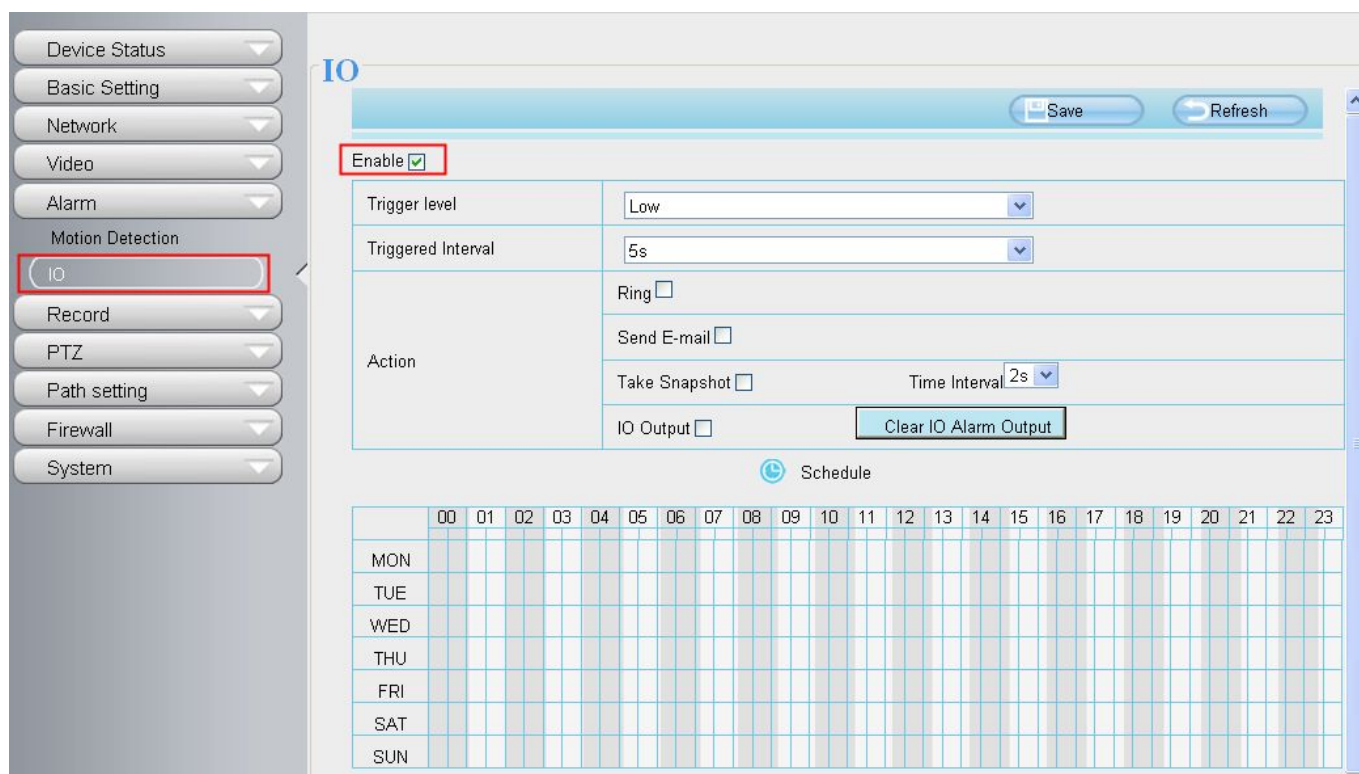 Device Status
Basic Setting
Network
Video
Alarm
Motion Detection
IO
Record
PTZ
Path setting
Firewall
System
IO
Save Refresh
Enable
Trigger level Low
Triggered Interval 5s
Action
Ring
Send E-mail
Take Snapshot Time Interval 2s
IO Output Clear IO Alarm Output
Schedule
00 01 02 03 04 05 06 07 08 09 10 11 12 13 14 15 16 17 18 19 20 21 22 23
MON
TUE
WED
THU
FRI
SAT
SUN